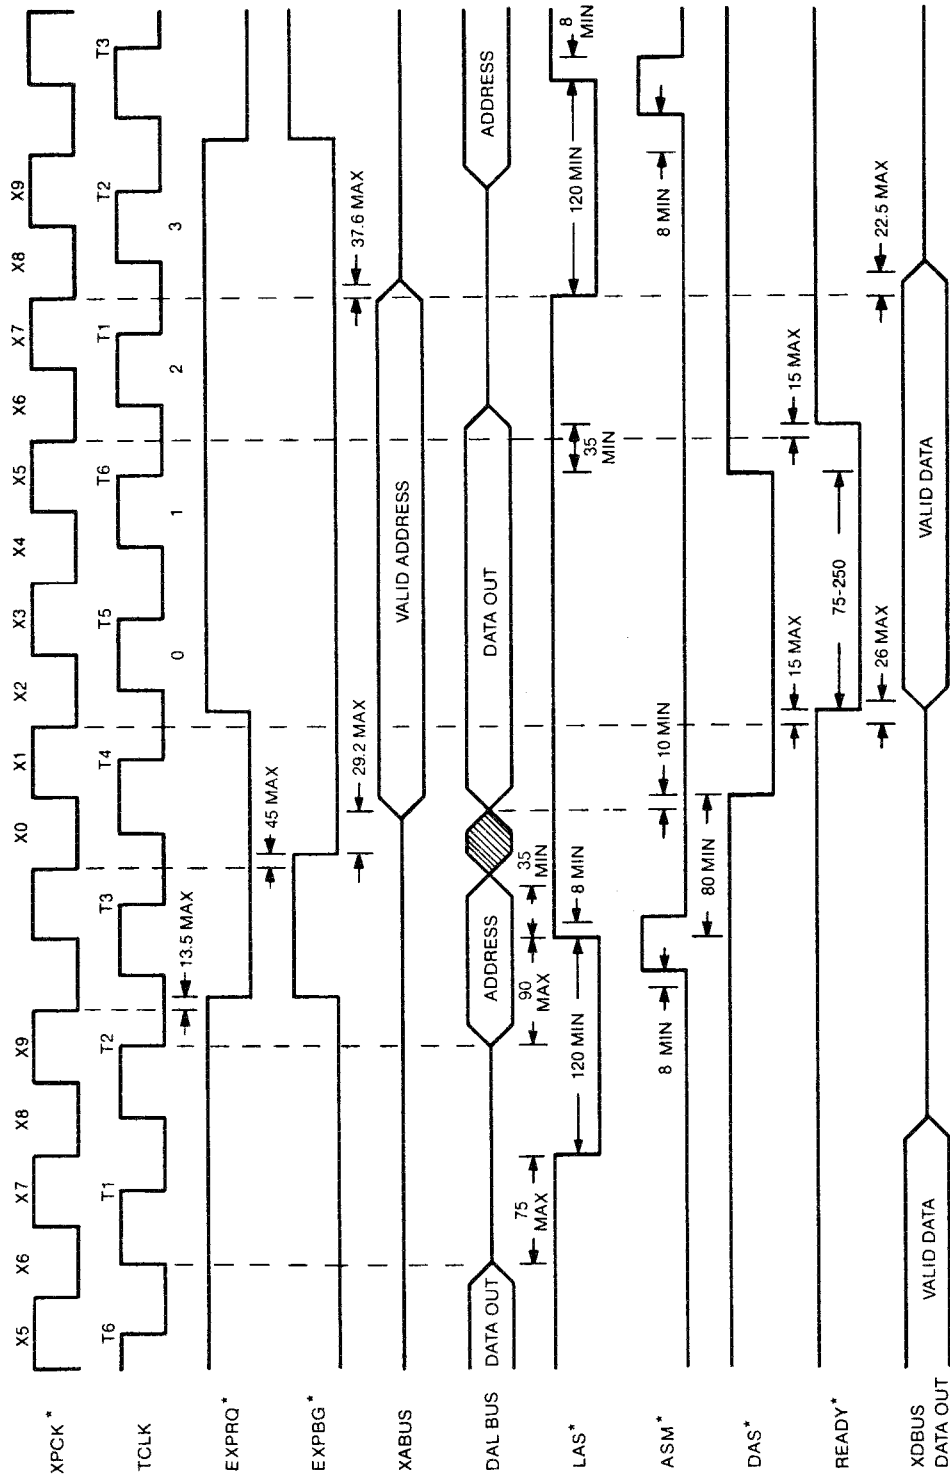 XPCK* X5 X6 X7 X8 X9 X0 X1 X2 X3 X4 X5 X6 X7 X8 X9
TCLK T6 T1 T2 T3 T4 T5 T6 T1 T2 T3
0 1 2 3
EXPRQ* 13.5 MAX
45 MAX
EXPBG*
29.2 MAX 37.6 MAX
XABUS VALID ADDRESS
DAL BUS DATA OUT ADDRESS DATA OUT ADDRESS
75 MAX 90 MAX 35 MIN
LAS* 120 MIN 8 MIN 35 MIN 120 MIN 8 MIN
ASM* 8 MIN 10 MIN 8 MIN
80 MIN
DAS*
15 MAX 15 MAX
READY* 75-250
26 MAX 22.5 MAX
XDBUS
DATA OUT
VALID DATA VALID DATA